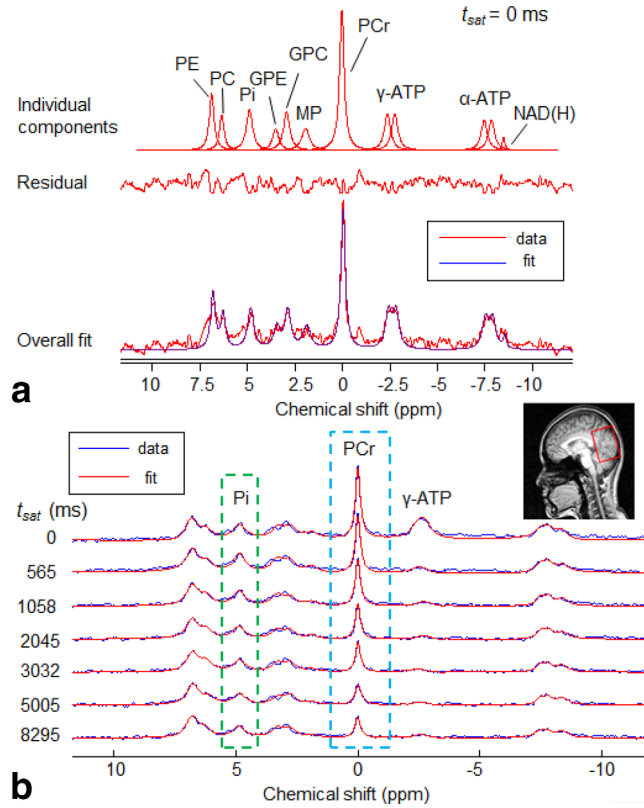 t_sat = 0 ms
PCr
GPC
PE
PC
GPE
Pi
MP
γ-ATP
α-ATP
NAD(H)
Individual
components
Residual
data
fit
Overall fit
10 7.5 5 2.5 0 -2.5 -5 -7.5 -10
Chemical shift (ppm)
a
data
fit
PCr
Pi
γ-ATP
t_sat (ms)
0
565
1058
2045
3032
5005
8295
10 5 0 -5 -10
Chemical shift (ppm)
b